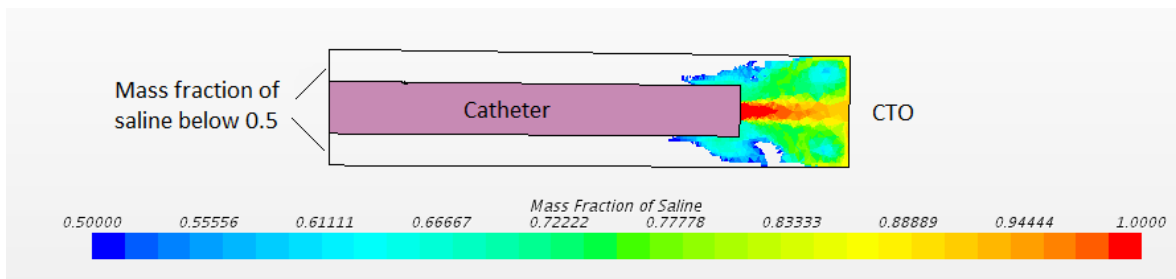 Mass fraction of
saline below 0.5
Catheter
CTO
Mass Fraction of Saline
0.50000 0.55556 0.61111 0.66667 0.72222 0.77778 0.83333 0.88889 0.94444 1.0000